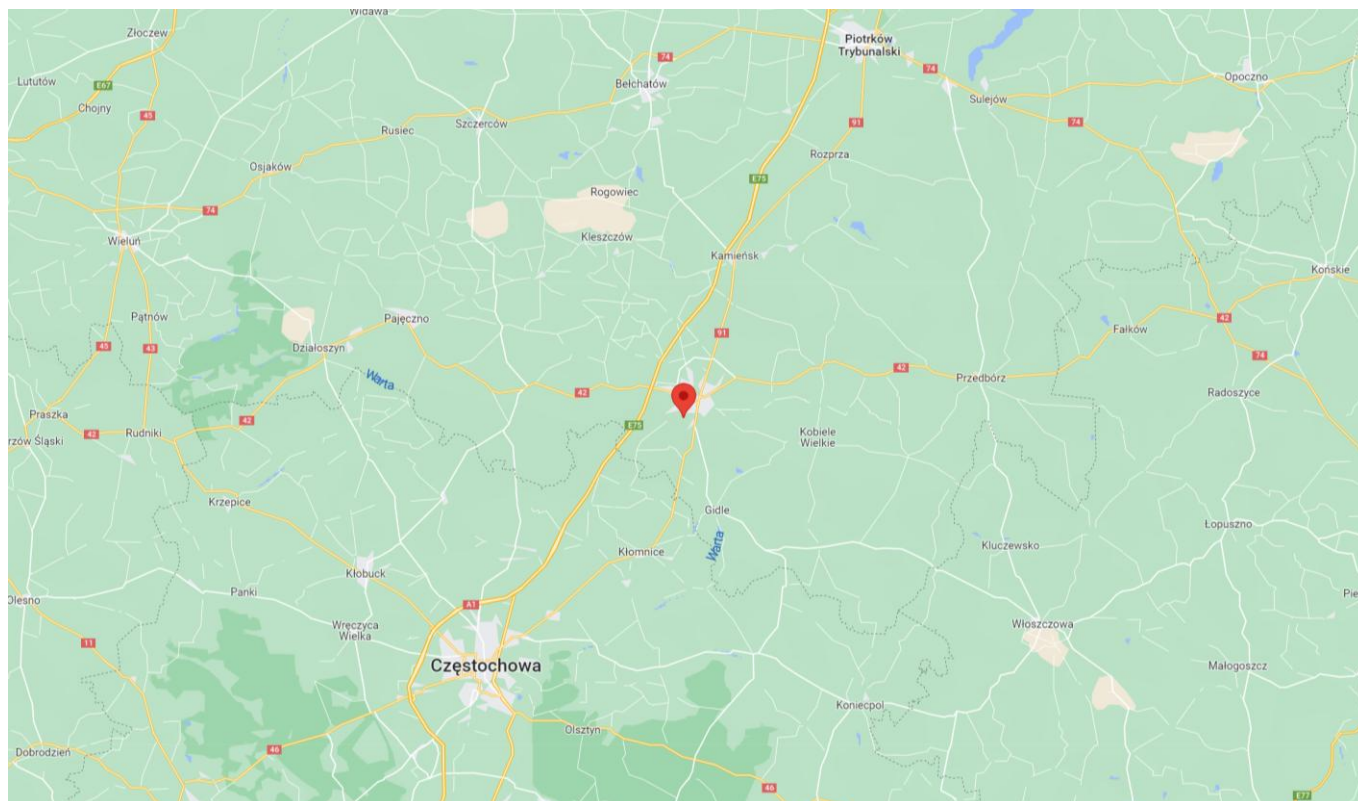 Widawa
Złoczew
Piotrków
Trybunalski
74
74
Lututów
E67
Bełchatów
Opoczno
Chojny
45
Sulejów
Szczerców
Rusiec
91
74
Osjaków
Rozprza
E75
Rogowiec
74
Wieluń
Kleszczów
Kamieńsk
Końskie
Pątnów
Pajęczno
42
Fałków
91
45
43
Działoszyn
74
Warta
42
42
Przedbórz
Radoszyce
Praszka
42
E75
42
Rudniki
Kobiele
Wielkie
rzów Śląski
Krzepice
Gidle
Łopuszno
Warta
Kłomnice
Kluczewsko
Kłobuck
Panki
Pie
Olesno
A1
Wręczyca
Wielka
Włoszczowa
11
Częstochowa
Małogoszcz
Koniecpol
Olsztyn
46
Dobrodzień
46
E77